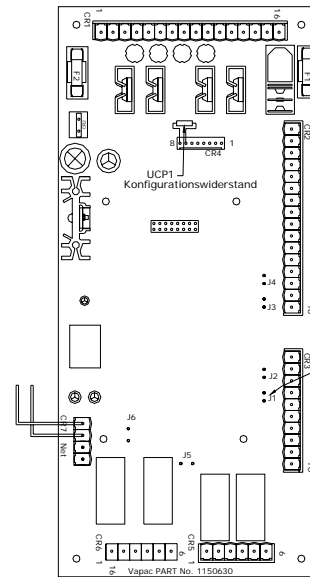 CR1
1
16
F2
F1
CR2
8
1
CR4
UCP1
Konfigurationswiderstand
J4
J3
CR3
J2
J1
CR7
Net
J6
J5
CR6
CR5
6
6
1
1
16
Vapac PART No. 1150630